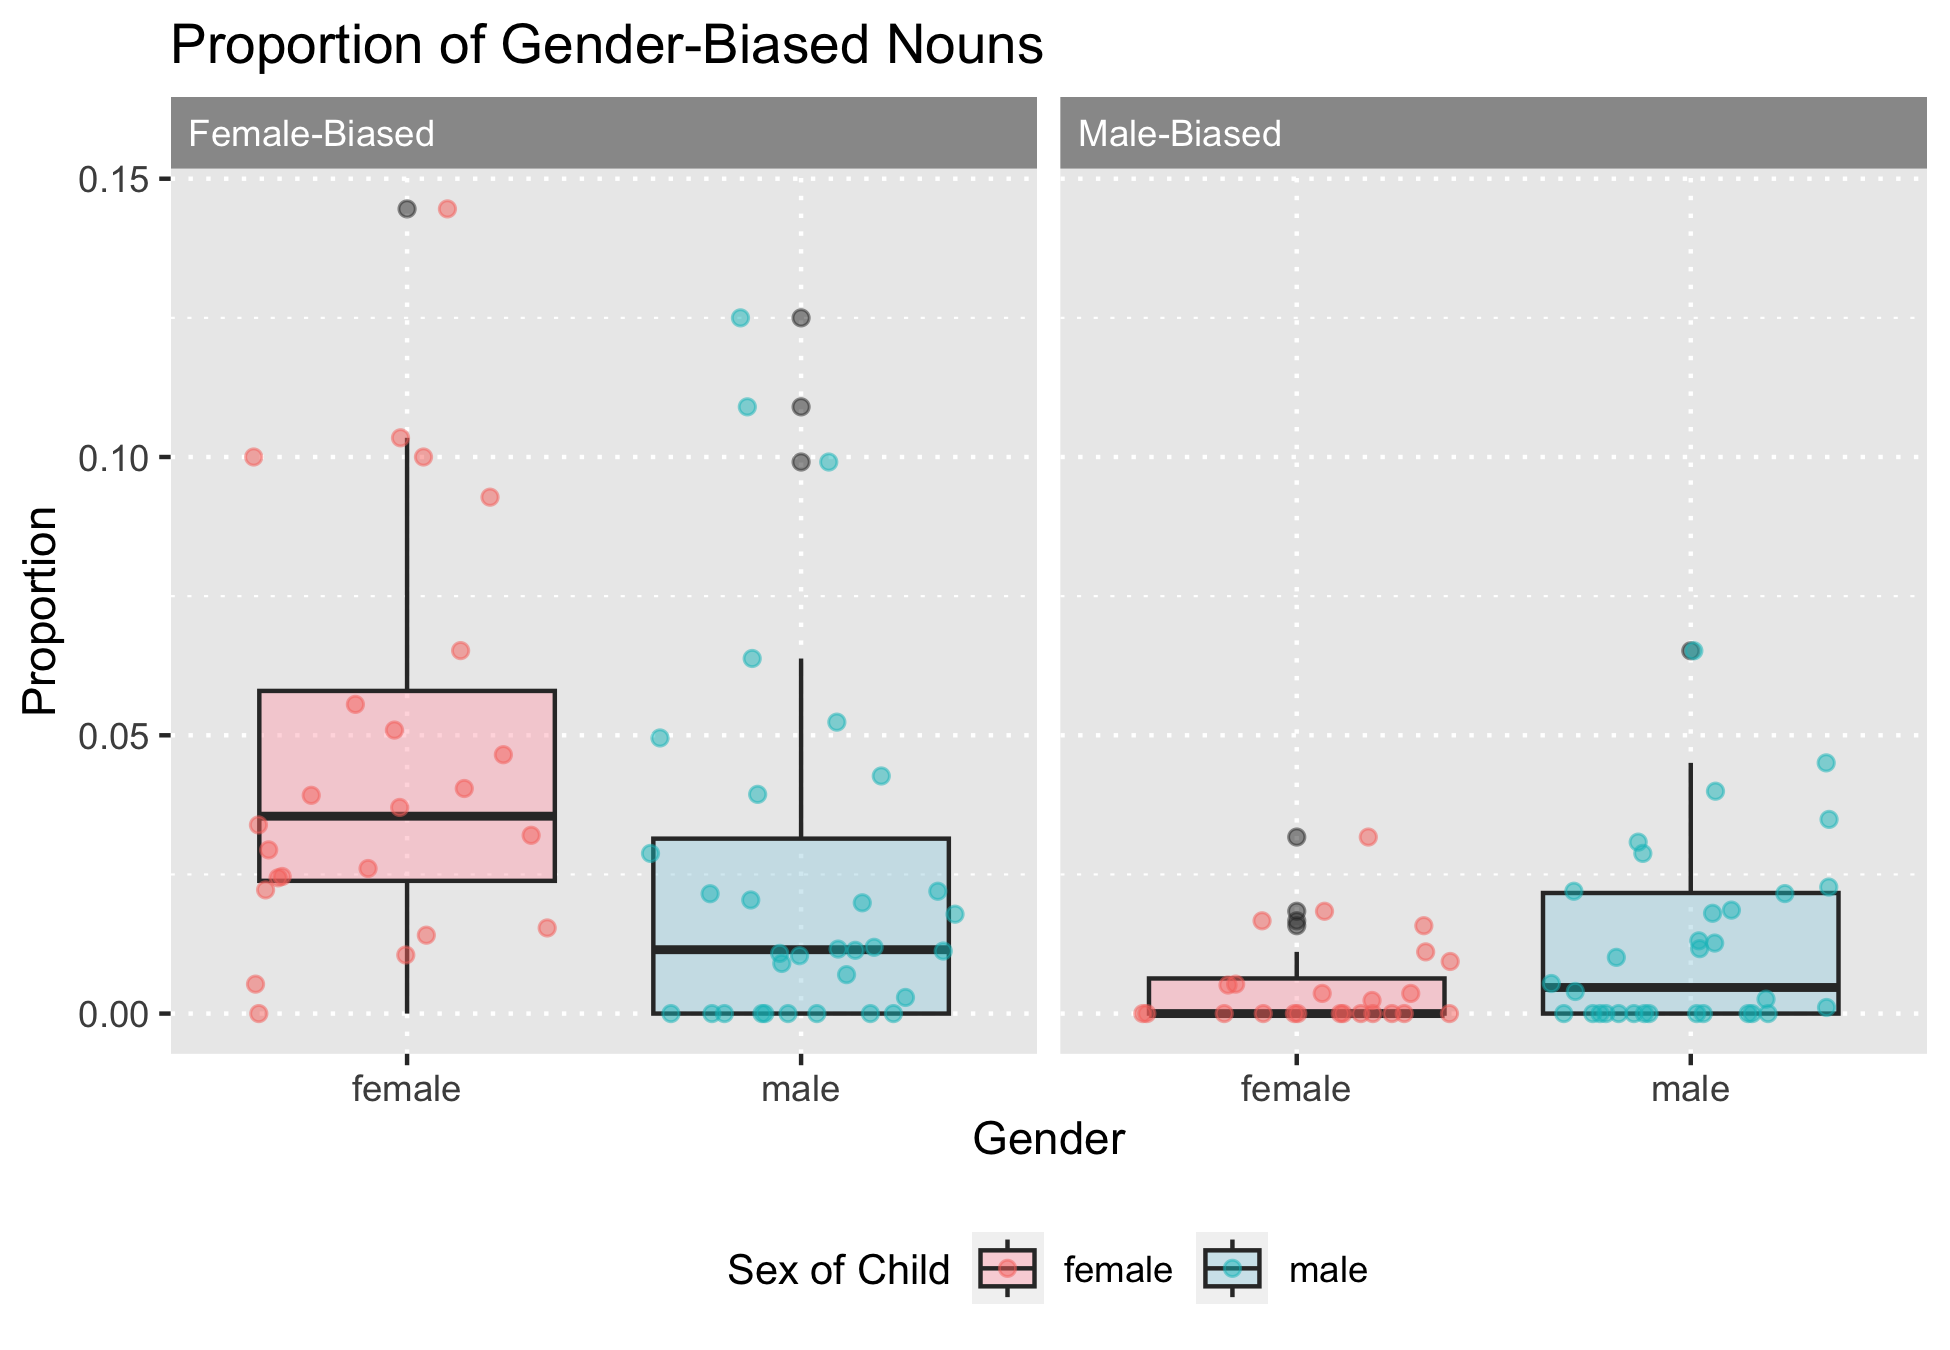 Proportion of Gender-Biased Nouns
Female-Biased
Male-Biased
0.15
0.10
0.05
0.00
Proportion
female
male
female
male
Gender
Sex of Child
female
male